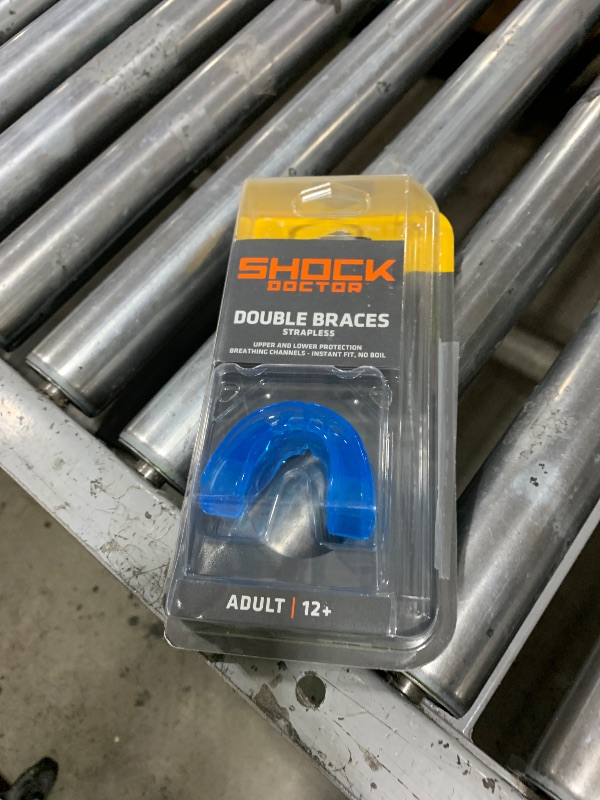 SHOCK
DOCTOR
DOUBLE BRACES
STRAPLESS
UPPER AND LOWER PROTECTION
BREATHING CHANNELS - INSTANT FIT, NO BOIL
ADULT | 12+